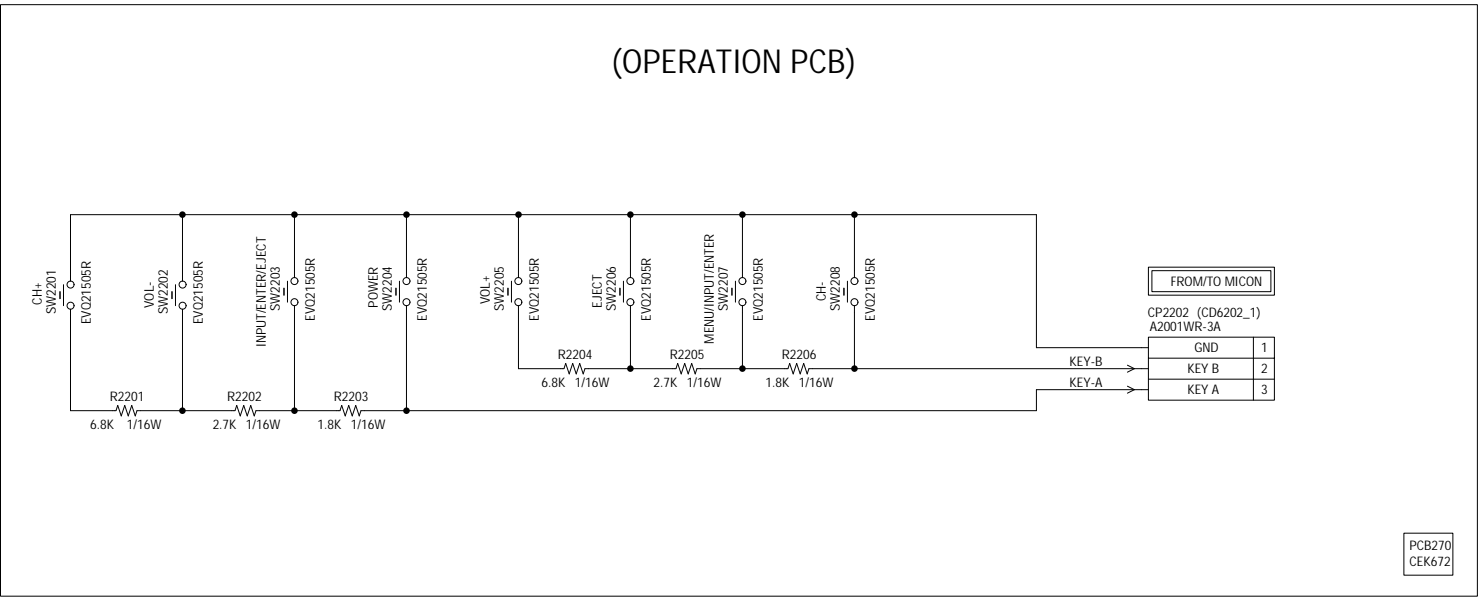 (OPERATION PCB)
CH+
SW2201
EVQ21505R
VOL-
SW2202
EVQ21505R
INPUT/ENTER/EJECT
SW2203
EVQ21505R
POWER
SW2204
EVQ21505R
VOL+
SW2205
EVQ21505R
EJECT
SW2206
EVQ21505R
MENU/INPUT/ENTER
SW2207
EVQ21505R
CH-
SW2208
EVQ21505R
FROM/TO MICON
CP2202 (CD6202_1)
A2001WR-3A
GND 1
KEY B 2
KEY A 3
KEY-B
KEY-A
R2204
6.8K 1/16W
R2205
2.7K 1/16W
R2206
1.8K 1/16W
R2201
6.8K 1/16W
R2202
2.7K 1/16W
R2203
1.8K 1/16W
PCB270
CEK672